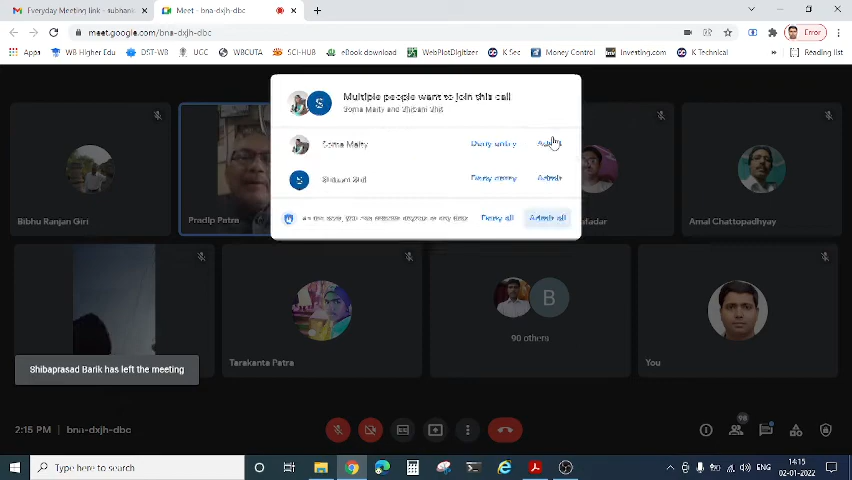 Everyday Meeting link - subhank
Meet - bna-dxjh-dbc
meet.google.com/bna-dxjh-dbc
Error
Apps
WB Higher Edu
DST-WB
UGC
WBCUTA
SCI-HUB
eBook download
WebPlotDigitizer
K Sec
Money Control
Investing.com
K Technical
Reading list
Multiple people want to join this call
Soma Maity and Shibani Shit
Soma Maity
Deny entry
S
Deny entry
Admit
Deny all
Admit all
Bibhu Ranjan Giri
Pradip Patra
Amal Chattopadhyay
Shibaprasad Barik has left the meeting
Tarakanta Patra
B
90 others
You
2:15 PM
bna-dxjh-dbc
98
Type here to search
ENG
14:15
02-01-2022